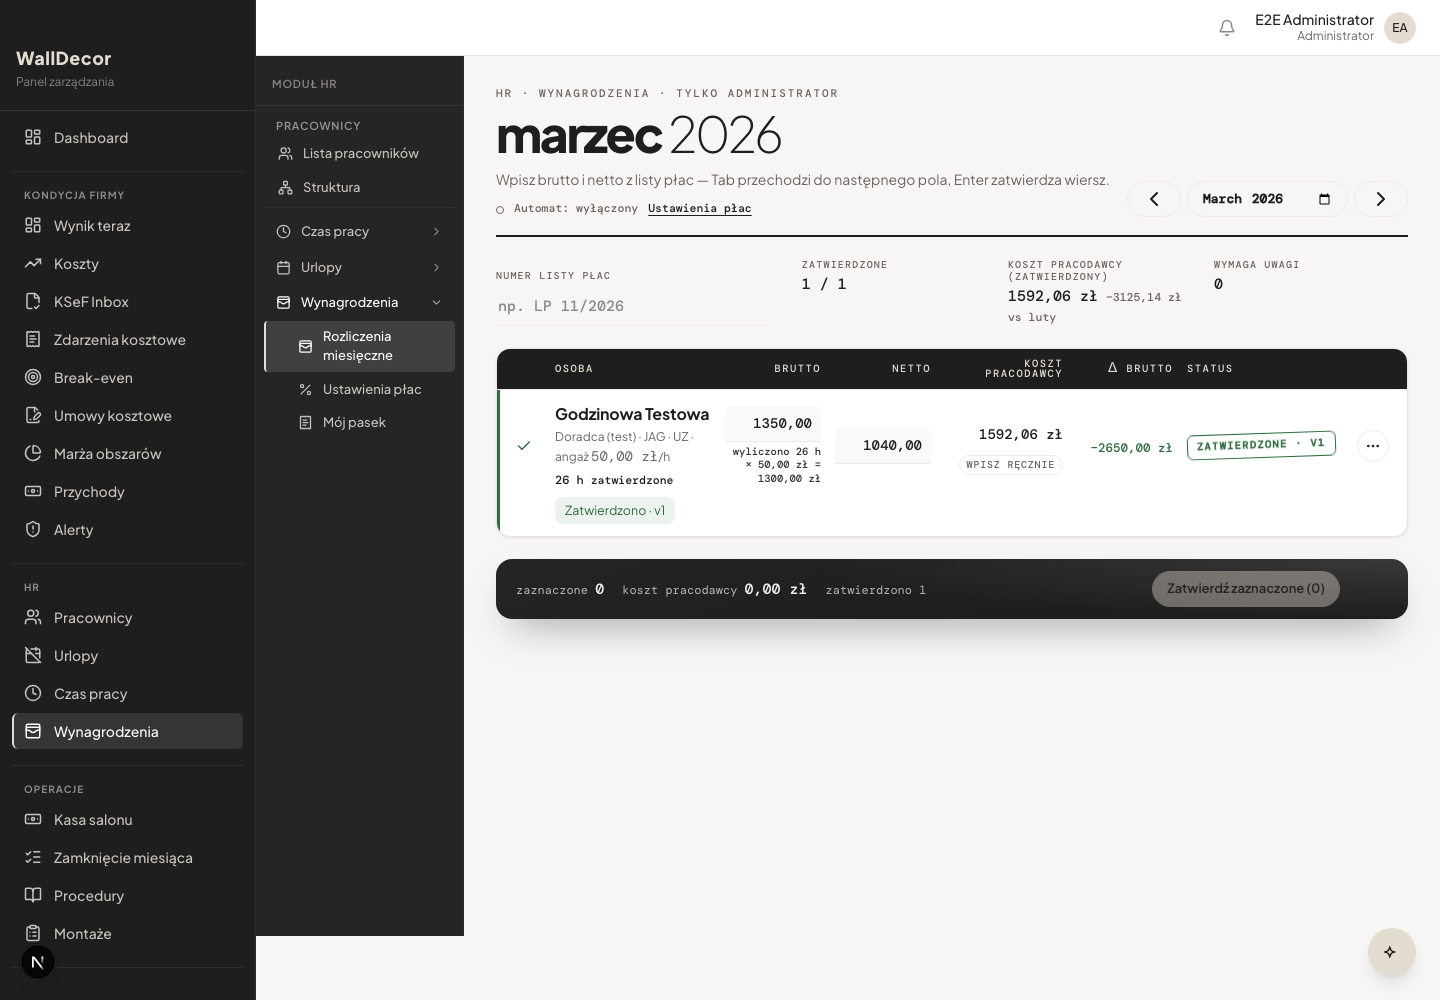 WallDecor
Panel zarządzania
Dashboard
KONDYCJA FIRMY
Wynik teraz
Koszty
KSeF Inbox
Zdarzenia kosztowe
Break-even
Umowy kosztowe
Marża obszarów
Przychody
Alerty
HR
Pracownicy
Urlopy
Czas pracy
Wynagrodzenia
OPERACJE
Kasa salonu
Zamknięcie miesiąca
Procedury
Montaże
N
MODUŁ HR
PRACOWNICY
Lista pracowników
Struktura
Czas pracy
Urlopy
Wynagrodzenia
Rozliczenia
miesięczne
Ustawienia płac
Mój pasek
E2E Administrator
Administrator
EA
HR · WYNAGRODZENIA · TYLKO ADMINISTRATOR
marzec 2026
Wpisz brutto i netto z listy płac — Tab przechodzi do następnego pola, Enter zatwierdza wiersz.
Automat: wyłączony Ustawienia płac
March 2026
NUMER LISTY PŁAC
np. LP 11/2026
ZATWIERDZONE
1 / 1
KOSZT PRACODAWCY
(ZATWIERDZONY)
1592,06 zł −3125,14 zł
vs luty
WYMAGA UWAGI
0
OSOBA BRUTTO NETTO KOSZT PRACODAWCY Δ BRUTTO STATUS
Godzinowa Testowa
Doradca (test) · JAG · UZ ·
angaż 50,00 zł/h
26 h zatwierdzone
Zatwierdzono · v1
1350,00
wyliczono 26 h
× 50,00 zł =
1300,00 zł
1040,00
1592,06 zł
WPISZ RĘCZNIE
−2650,00 zł
ZATWIERDZONE · V1
zaznaczone 0 koszt pracodawcy 0,00 zł zatwierdzono 1
Zatwierdź zaznaczone (0)